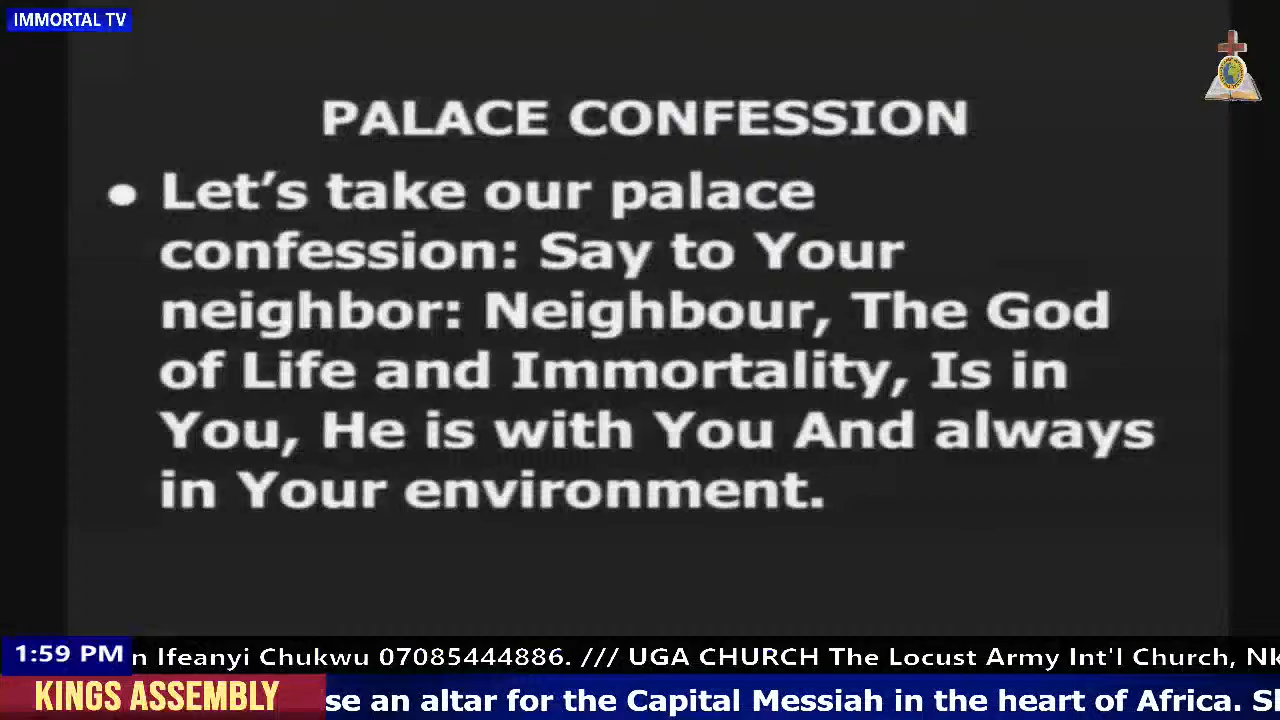 IMMORTAL TV
PALACE CONFESSION
● Let’s take our palace
confession: Say to Your
neighbor: Neighbour, The God
of Life and Immortality, Is in
You, He is with You And always
in Your environment.
1:59 PM
n Ifeanyi Chukwu 07085444886. /// UGA CHURCH The Locust Army Int'l Church, Nk
KINGS ASSEMBLY
se an altar for the Capital Messiah in the heart of Africa.